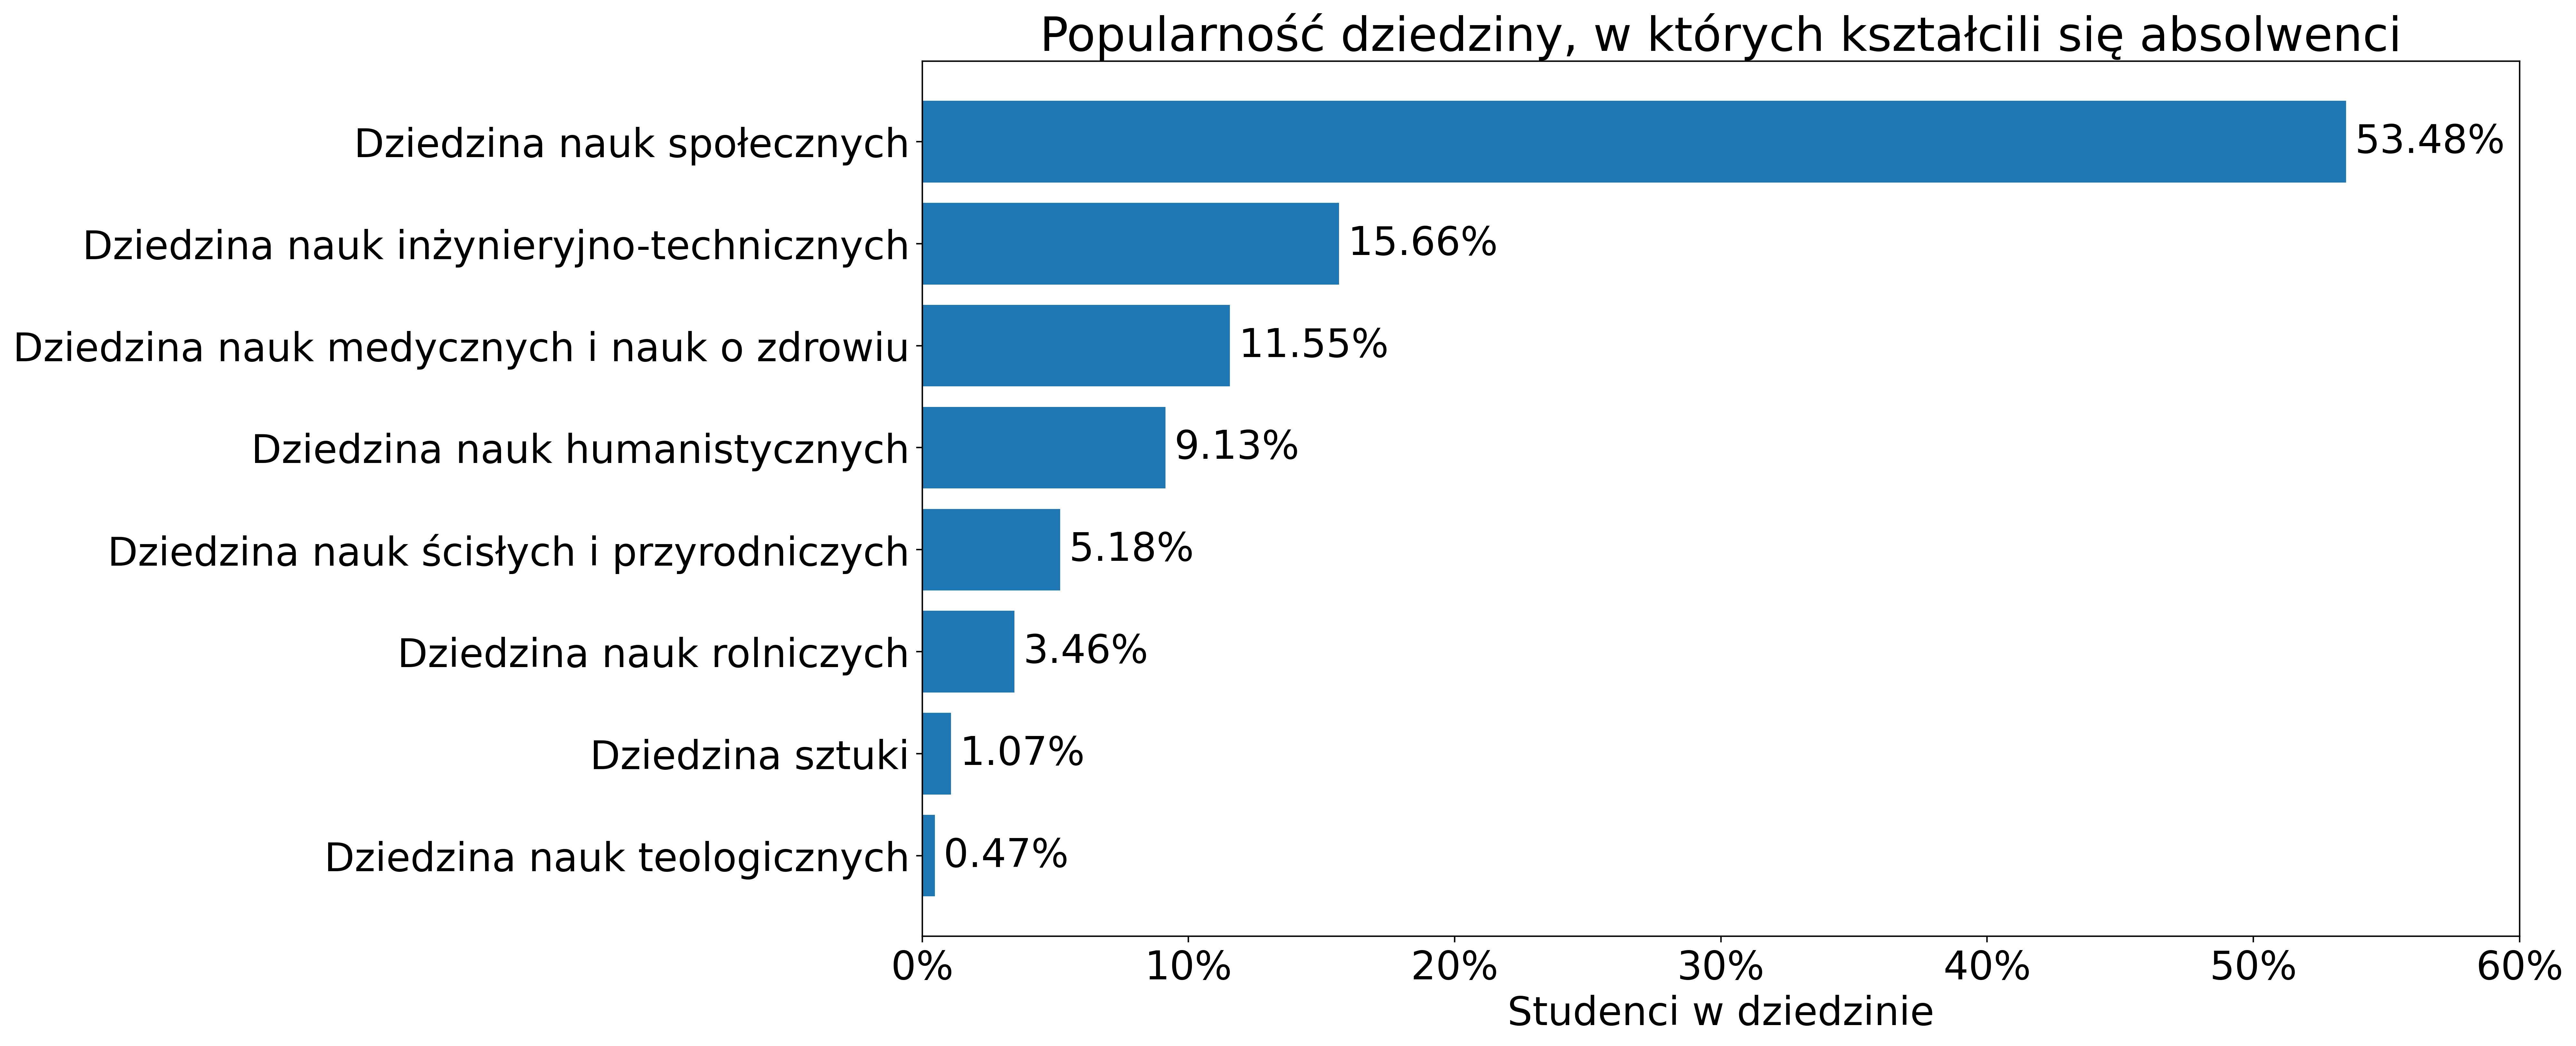 Popularność dziedziny, w których kształcili się absolwenci
Dziedzina nauk społecznych 53.48%
Dziedzina nauk inżynieryjno-technicznych 15.66%
Dziedzina nauk medycznych i nauk o zdrowiu 11.55%
Dziedzina nauk humanistycznych 9.13%
Dziedzina nauk ścisłych i przyrodniczych 5.18%
Dziedzina nauk rolniczych 3.46%
Dziedzina sztuki 1.07%
Dziedzina nauk teologicznych 0.47%
0% 10% 20% 30% 40% 50% 60%
Studenci w dziedzinie